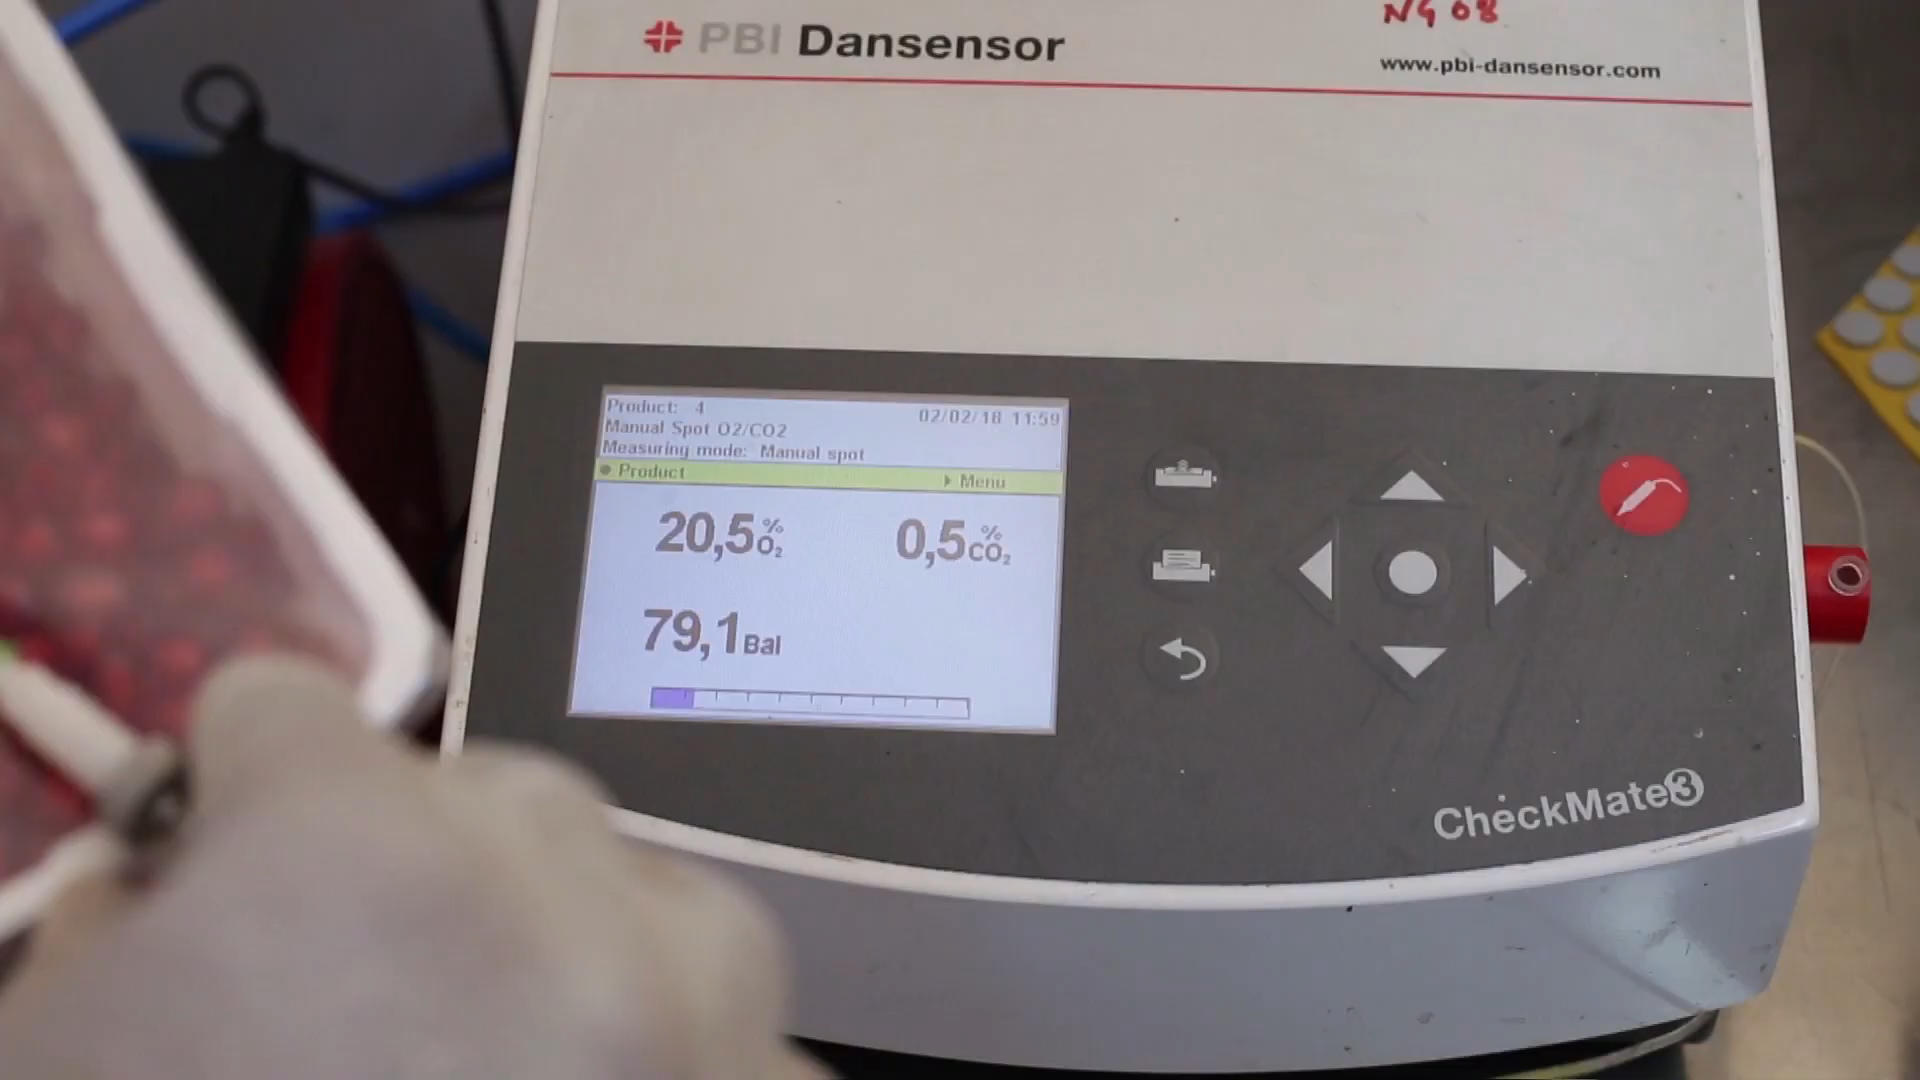 NG 08
PBI Dansensor
www.pbi-dansensor.com
Product: 4
02/02/18 11:59
Manual Spot O2/CO2
Measuring mode: Manual spot
Product
Menu
20,5 % O₂
0,5 % CO₂
79,1 Bal
CheckMate3